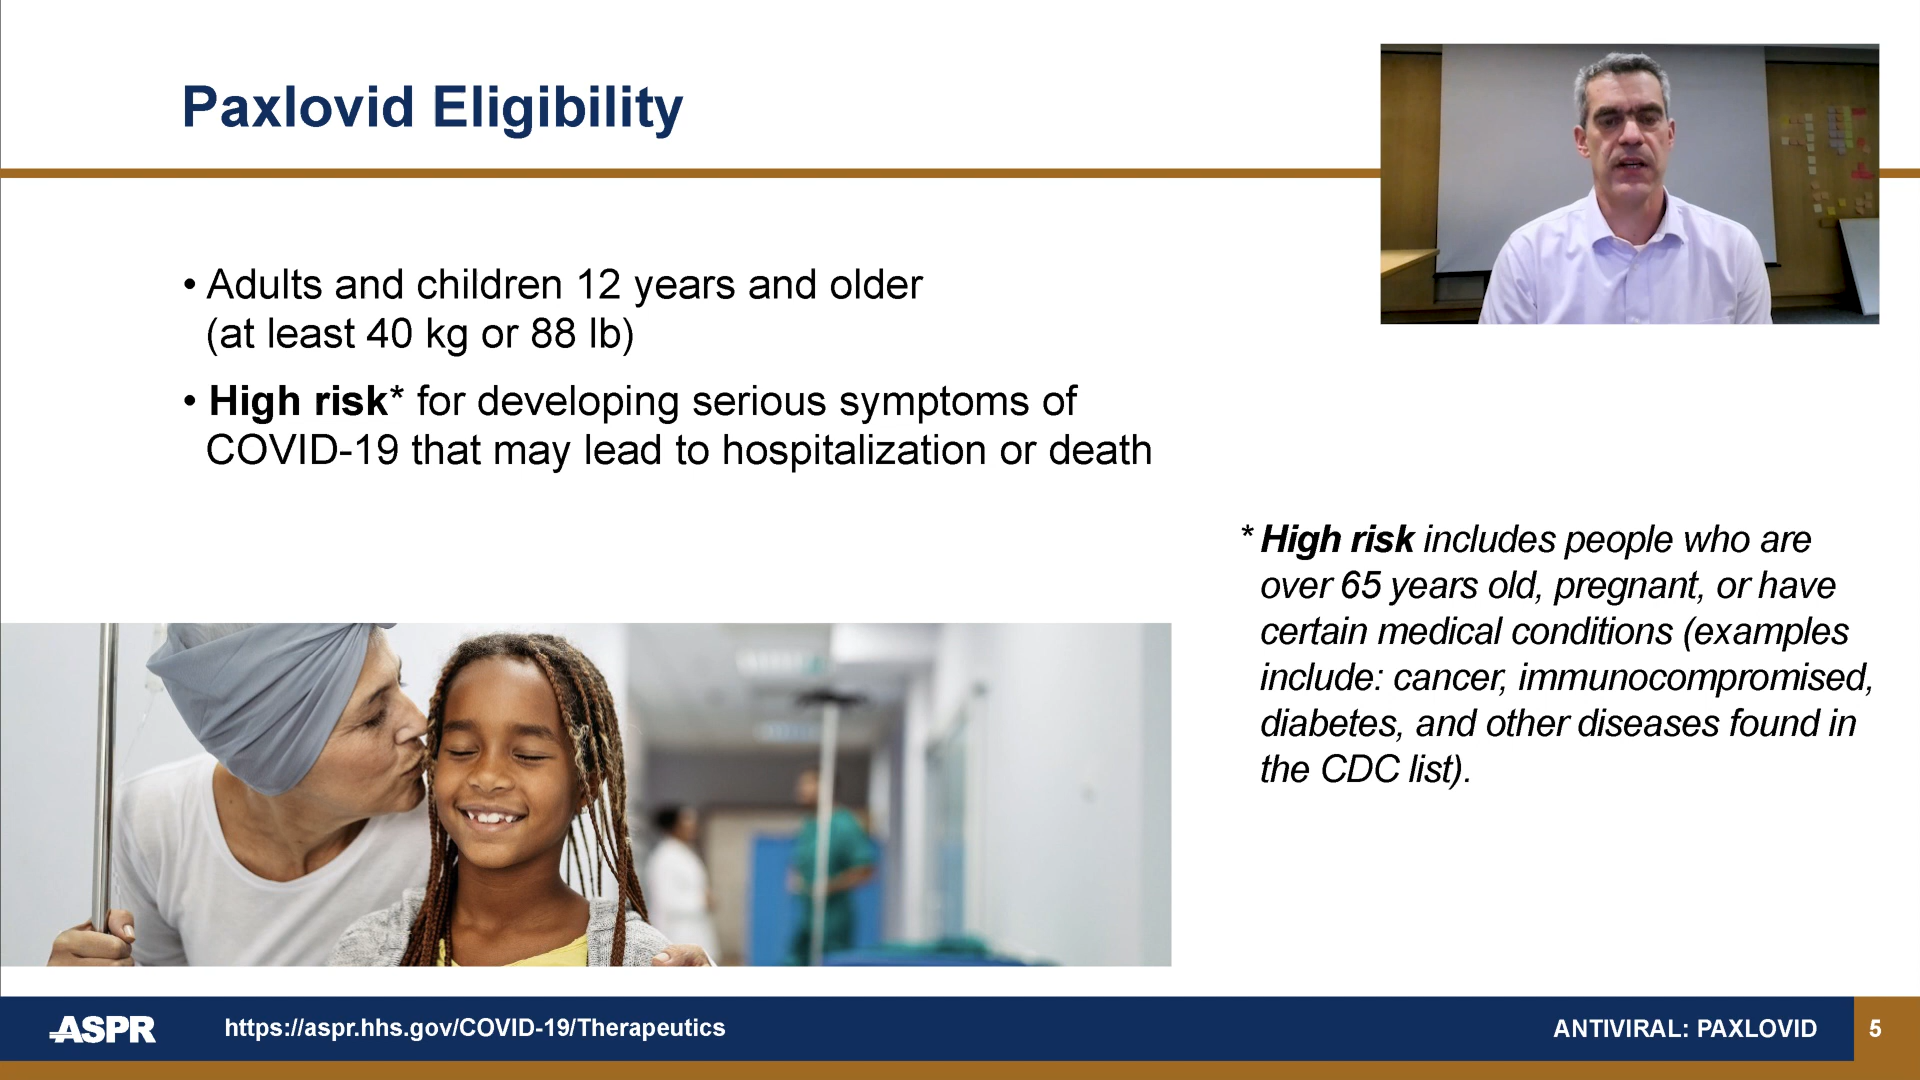 Paxlovid Eligibility
• Adults and children 12 years and older
(at least 40 kg or 88 lb)
• High risk* for developing serious symptoms of
COVID-19 that may lead to hospitalization or death
* High risk includes people who are
over 65 years old, pregnant, or have
certain medical conditions (examples
include: cancer, immunocompromised,
diabetes, and other diseases found in
the CDC list).
ASPR
https://aspr.hhs.gov/COVID-19/Therapeutics
ANTIVIRAL: PAXLOVID
5